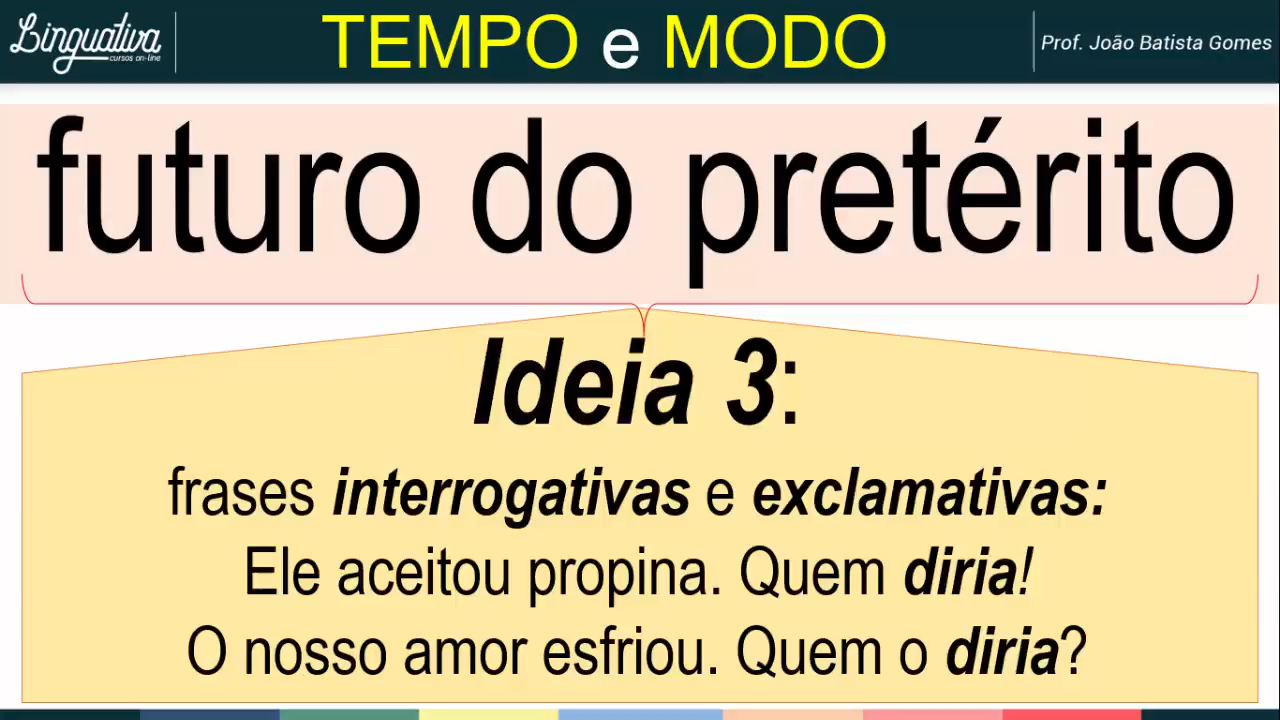 Linguativa
cursos on-line
TEMPO e MODO
Prof. João Batista Gomes
futuro do pretérito
Ideia 3:
frases interrogativas e exclamativas:
Ele aceitou propina. Quem diria!
O nosso amor esfriou. Quem o diria?